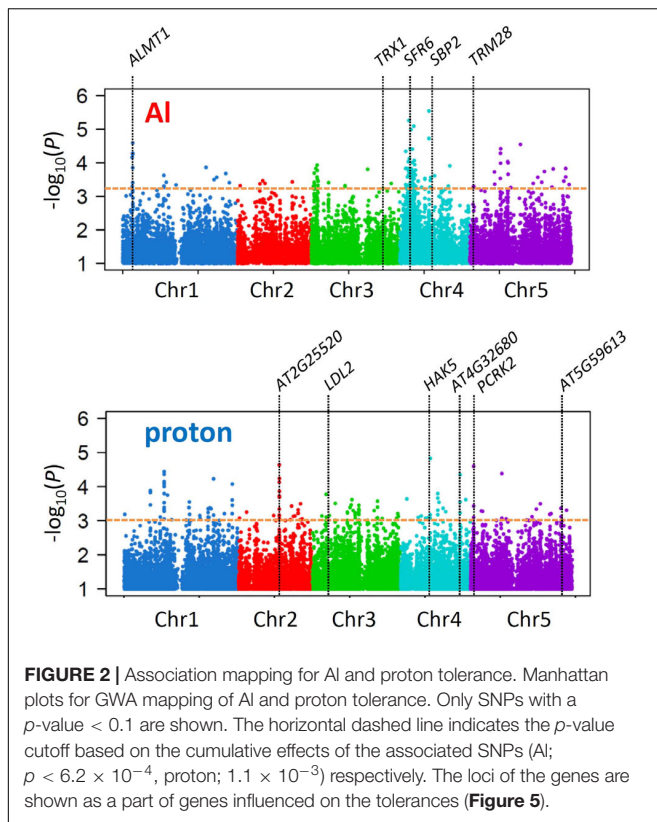 ALMT1 TRX1 SFR6 SBP2 TRM28
Al
6
5
4
3
2
1
-log10(P)
Chr1 Chr2 Chr3 Chr4 Chr5
AT2G25520 LDL2 HAK5 AT4G32680 PCRK2 AT5G59613
proton
6
5
4
3
2
1
-log10(P)
Chr1 Chr2 Chr3 Chr4 Chr5
FIGURE 2 | Association mapping for Al and proton tolerance. Manhattan
plots for GWA mapping of Al and proton tolerance. Only SNPs with a
p-value < 0.1 are shown. The horizontal dashed line indicates the p-value
cutoff based on the cumulative effects of the associated SNPs (Al;
p < 6.2 × 10−4, proton; 1.1 × 10−3) respectively. The loci of the genes are
shown as a part of genes influenced on the tolerances (Figure 5).